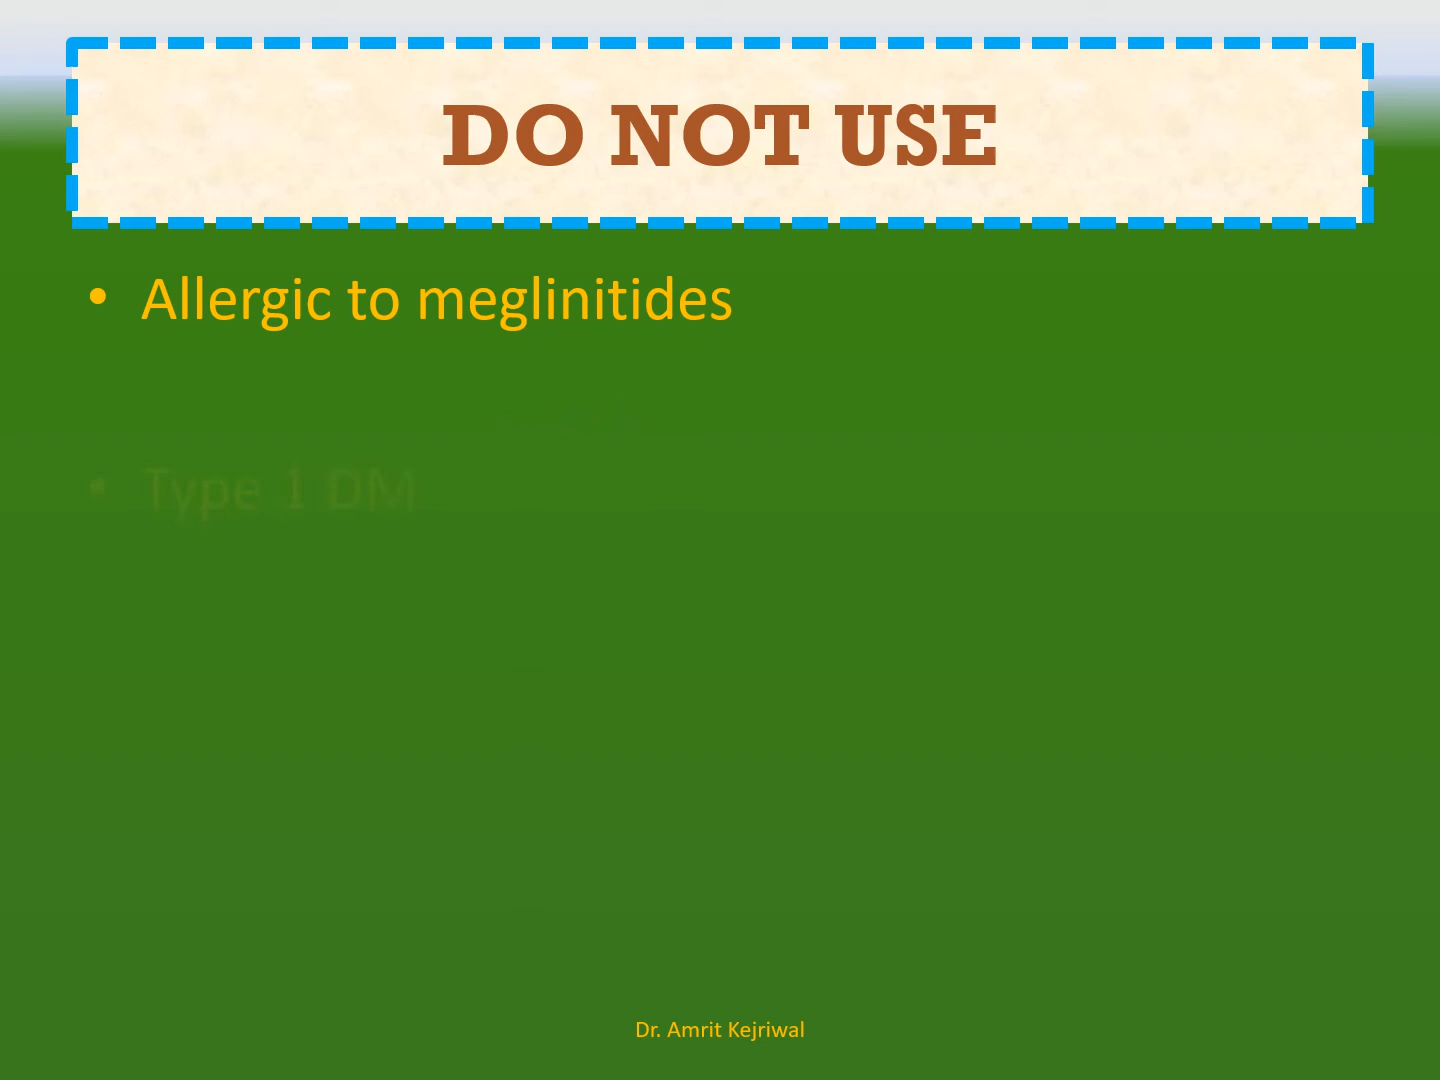 DO NOT USE
• Allergic to meglinitides
• Type 1 DM
Dr. Amrit Kejriwal